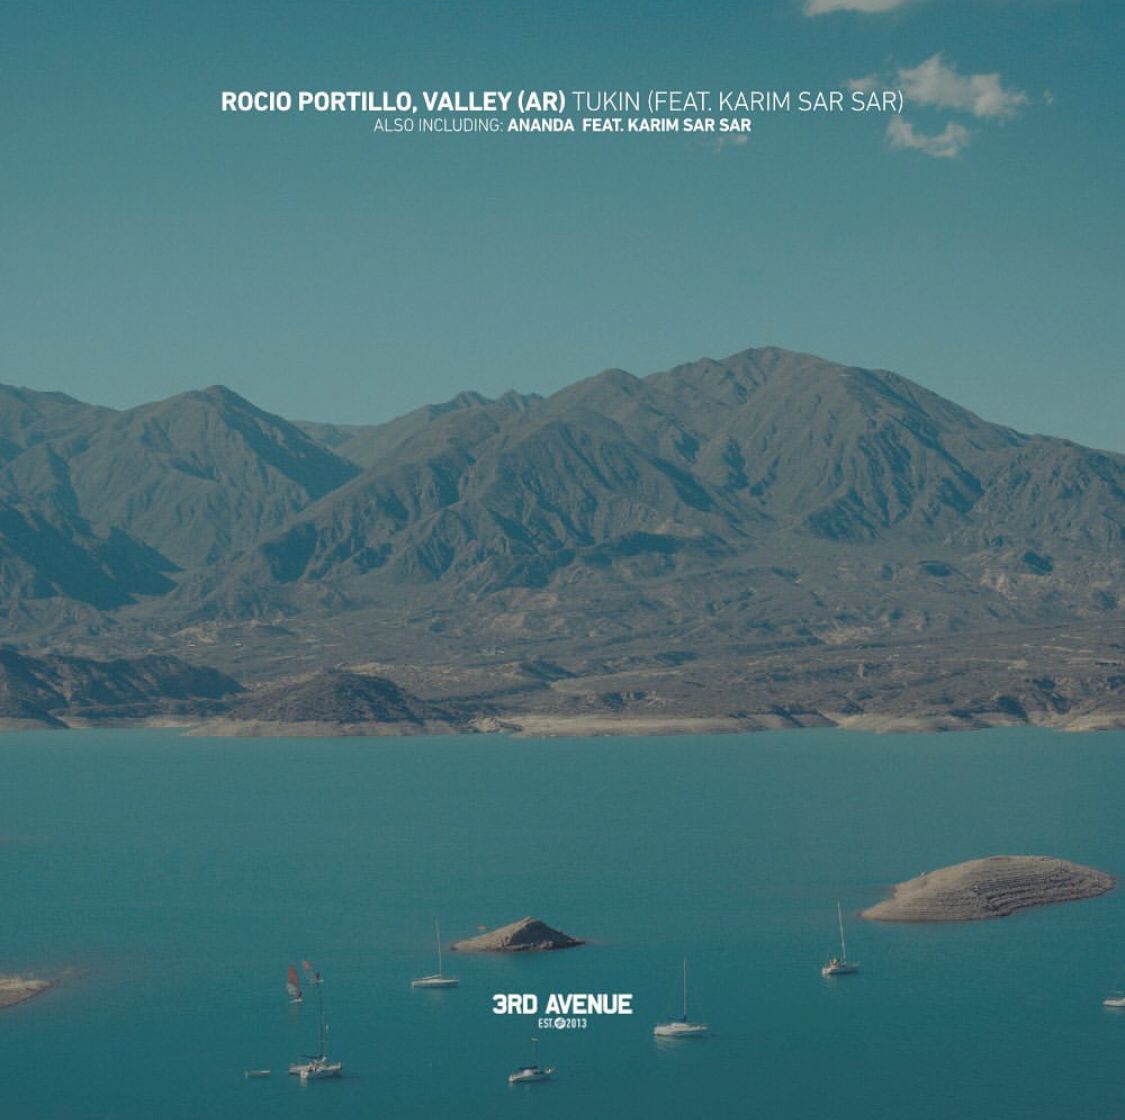 ROCIO PORTILLO, VALLEY (AR) TUKIN (FEAT. KARIM SAR SAR)
ALSO INCLUDING: ANANDA FEAT. KARIM SAR SAR
3RD AVENUE
EST. 2013